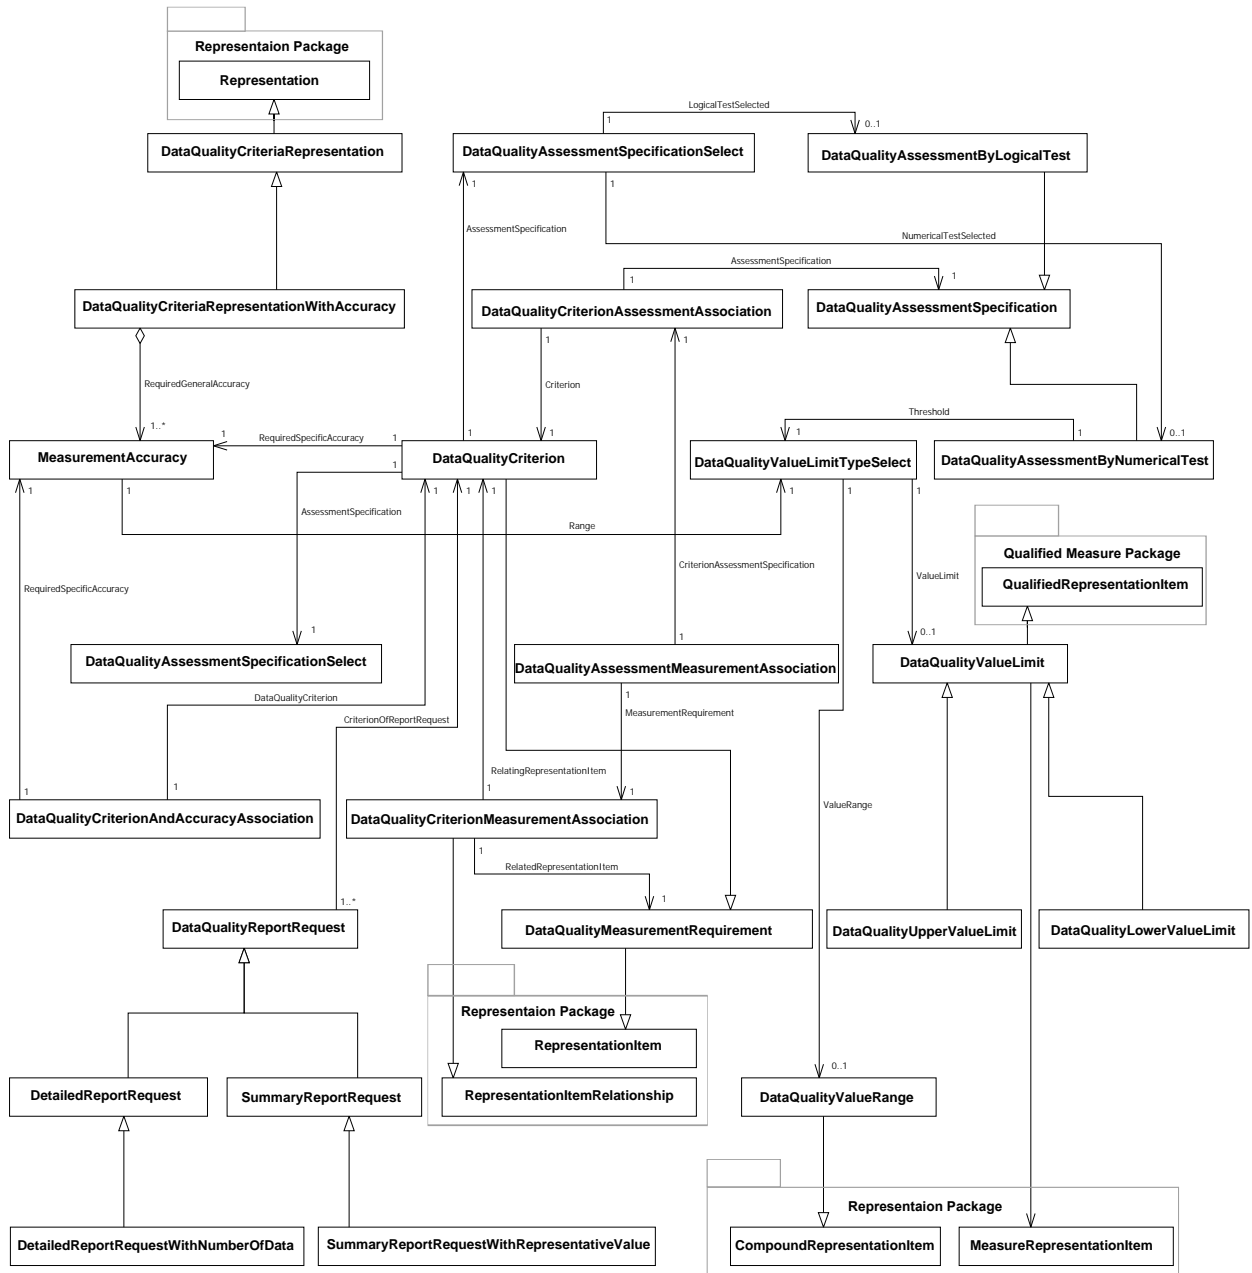 Representaion Package
Representation
DataQualityCriteriaRepresentation
LogicalTestSelected
1
0..1
DataQualityAssessmentSpecificationSelect
DataQualityAssessmentByLogicalTest
1
1
AssessmentSpecification
NumericalTestSelected
AssessmentSpecification
1
1
DataQualityCriteriaRepresentationWithAccuracy
DataQualityCriterionAssessmentAssociation
DataQualityAssessmentSpecification
1
1
RequiredGeneralAccuracy
Criterion
1..*
Threshold
1
RequiredSpecificAccuracy
1
1
1
1
1
0..1
MeasurementAccuracy
DataQualityCriterion
DataQualityValueLimitTypeSelect
DataQualityAssessmentByNumericalTest
1
1
1
1
1
1
1
1
1
AssessmentSpecification
Range
Qualified Measure Package
QualifiedRepresentationItem
CriterionAssessmentSpecification
ValueLimit
RequiredSpecificAccuracy
1
1
0..1
DataQualityAssessmentSpecificationSelect
DataQualityAssessmentMeasurementAssociation
DataQualityValueLimit
1
DataQualityCriterion
MeasurementRequirement
CriterionOfReportRequest
RelatingRepresentationItem
1
1
1
1
ValueRange
DataQualityCriterionAndAccuracyAssociation
DataQualityCriterionMeasurementAssociation
1
RelatedRepresentationItem
1..*
1
DataQualityReportRequest
DataQualityMeasurementRequirement
DataQualityUpperValueLimit
DataQualityLowerValueLimit
Representaion Package
RepresentationItem
0..1
DetailedReportRequest
SummaryReportRequest
RepresentationItemRelationship
DataQualityValueRange
Representaion Package
DetailedReportRequestWithNumberOfData
SummaryReportRequestWithRepresentativeValue
CompoundRepresentationItem
MeasureRepresentationItem